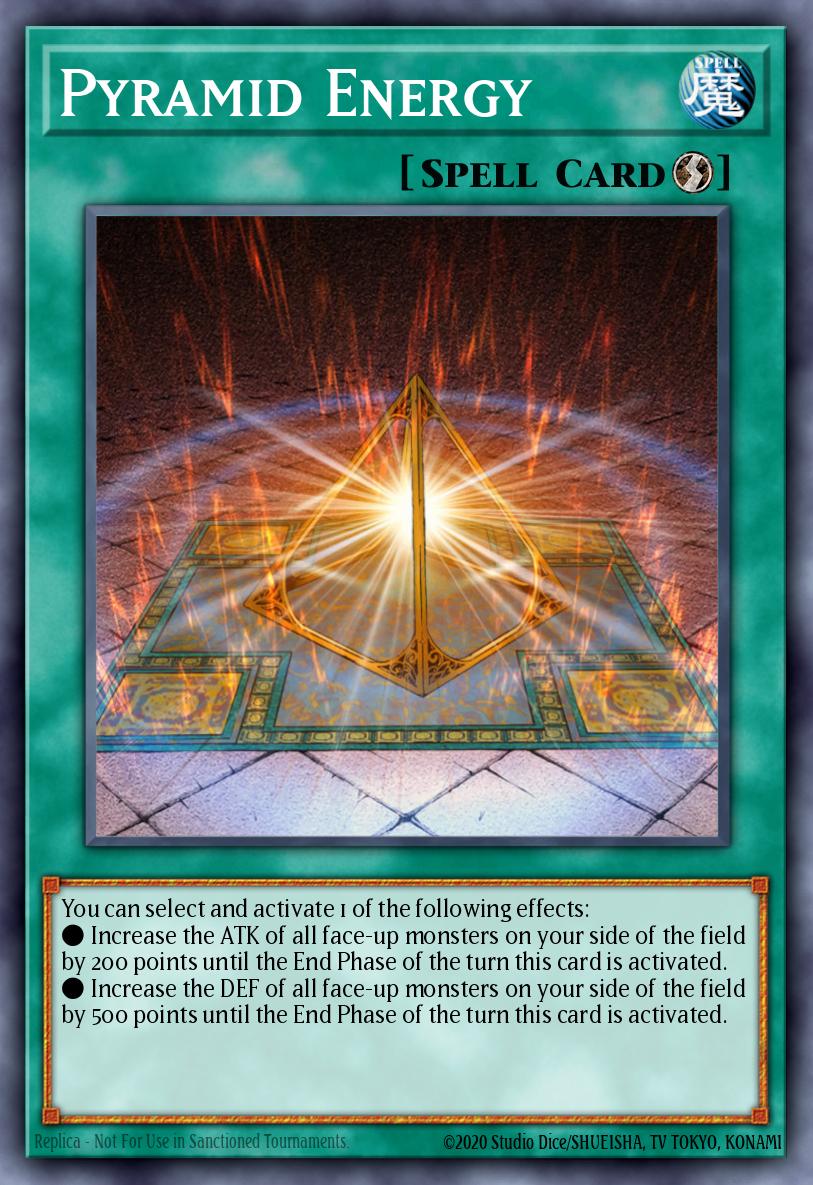 Pyramid Energy
SPELL
魔
[Spell Card]
You can select and activate 1 of the following effects:
● Increase the ATK of all face-up monsters on your side of the field
by 200 points until the End Phase of the turn this card is activated.
● Increase the DEF of all face-up monsters on your side of the field
by 500 points until the End Phase of the turn this card is activated.
Replica - Not For Use in Sanctioned Tournaments.
©2020 Studio Dice/SHUEISHA, TV TOKYO, KONAMI